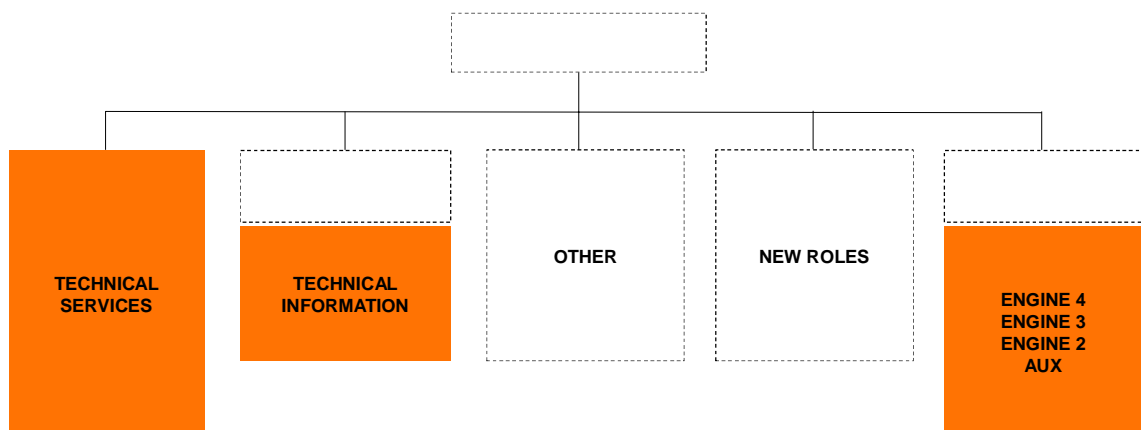 TECHNICAL
SERVICES
TECHNICAL
INFORMATION
OTHER
NEW ROLES
ENGINE 4
ENGINE 3
ENGINE 2
AUX